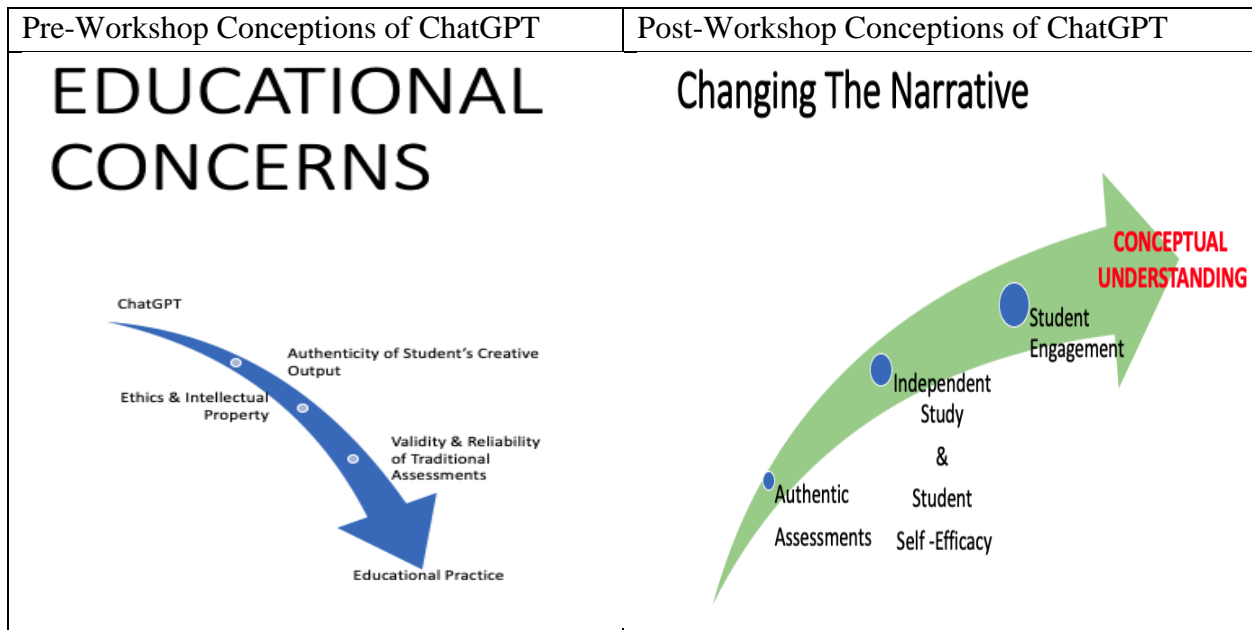 Pre-Workshop Conceptions of ChatGPT
Post-Workshop Conceptions of ChatGPT
EDUCATIONAL
CONCERNS
ChatGPT
Authenticity of Student's Creative
Output
Ethics & Intellectual
Property
Validity & Reliability
of Traditional
Assessments
Educational Practice
Changing The Narrative
CONCEPTUAL
UNDERSTANDING
Student
Engagement
Independent
Study
&
Student
Self -Efficacy
Authentic
Assessments